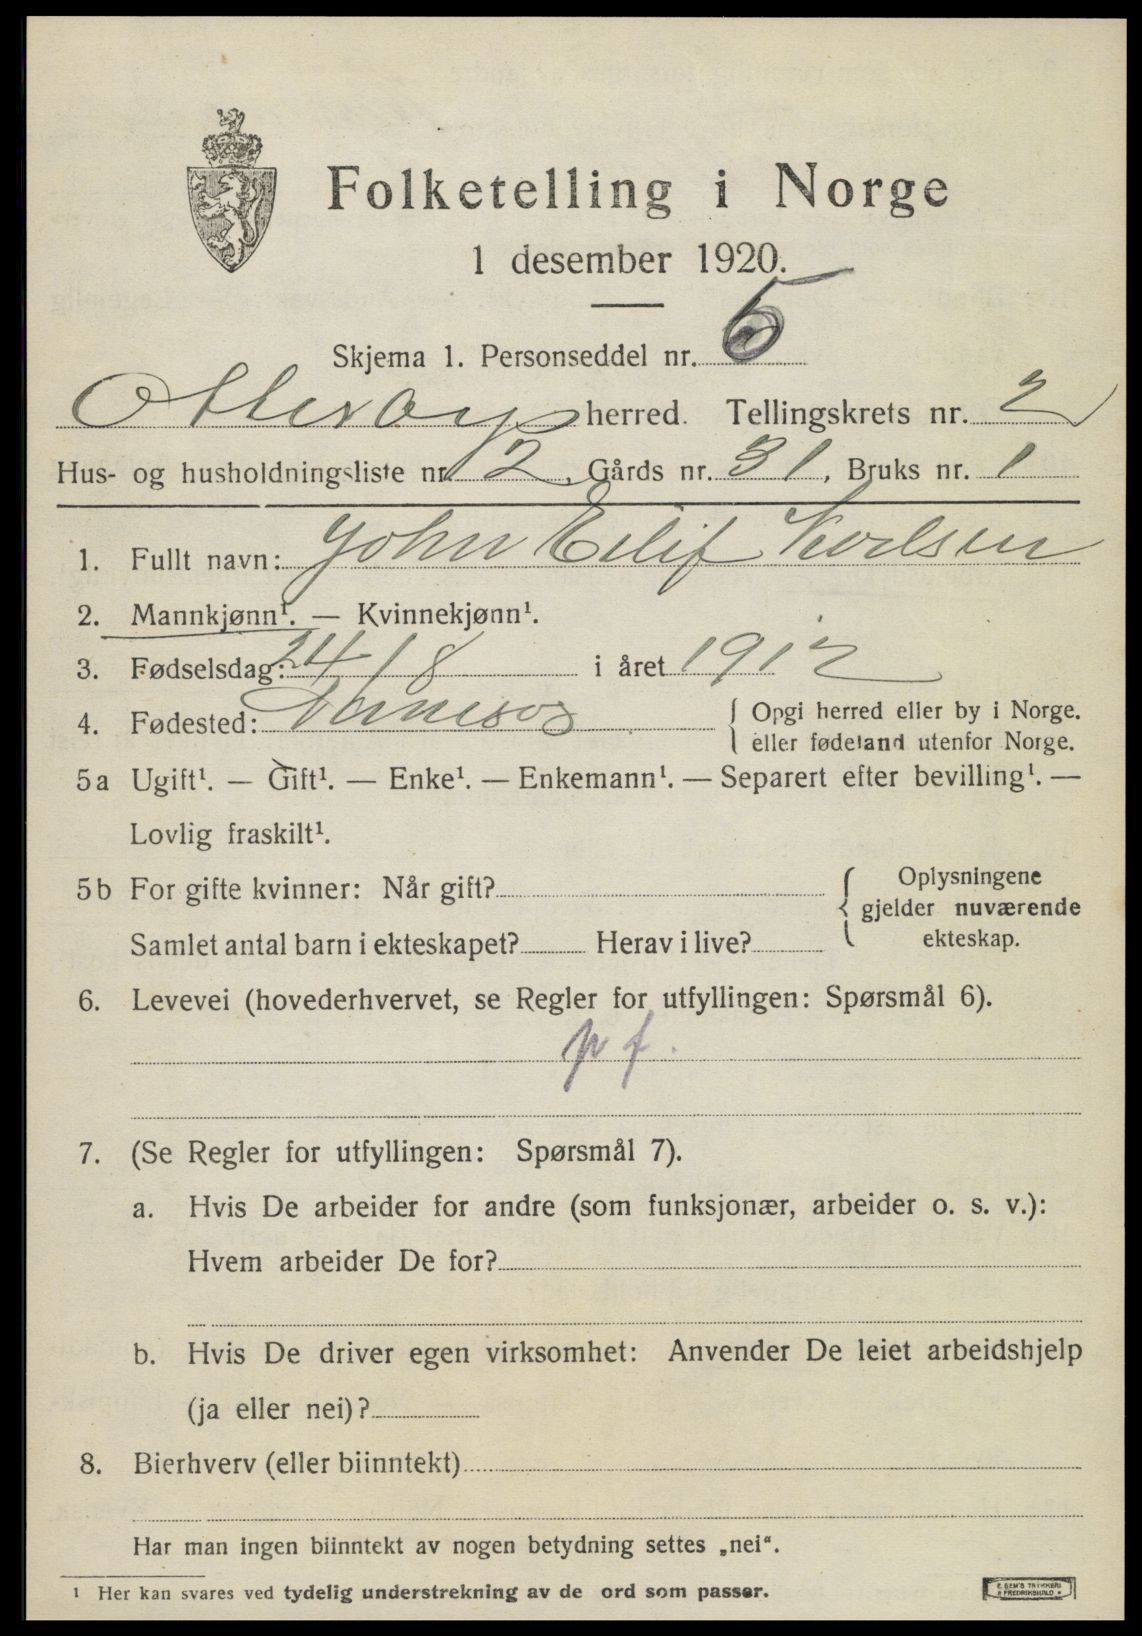 Folketelling i Norge
1 desember 1920.
Skjema 1. Personseddel nr. 5
Otterøy herred. Tellingskrets nr. 2
Hus- og husholdningsliste nr. 2, Gårds nr. 31, Bruks nr. 1
1. Fullt navn: John Eilif Karlsen
2. Mannkjønn¹. — Kvinnekjønn¹.
3. Fødselsdag: 24/8 i året 1912
4. Fødested: Namsos { Opgi herred eller by i Norge.
eller fødeland utenfor Norge.
5a Ugift¹. — Gift¹. — Enke¹. — Enkemann¹. — Separert efter bevilling¹. —
Lovlig fraskilt¹.
5b For gifte kvinner: Når gift? { Oplysningene
gjelder nuværende
Samlet antal barn i ekteskapet? Herav i live? ekteskap.
6. Levevei (hovederhvervet, se Regler for utfyllingen: Spørsmål 6).
p f.
7. (Se Regler for utfyllingen: Spørsmål 7).
a. Hvis De arbeider for andre (som funksjonær, arbeider o. s. v.):
Hvem arbeider De for?
b. Hvis De driver egen virksomhet: Anvender De leiet arbeidshjelp
(ja eller nei)?
8. Bierhverv (eller biinntekt)
Har man ingen biinntekt av nogen betydning settes „nei“.
¹ Her kan svares ved tydelig understrekning av de ord som passer.
E. SEM'S TRYKKERI
FREDRIKSHALD